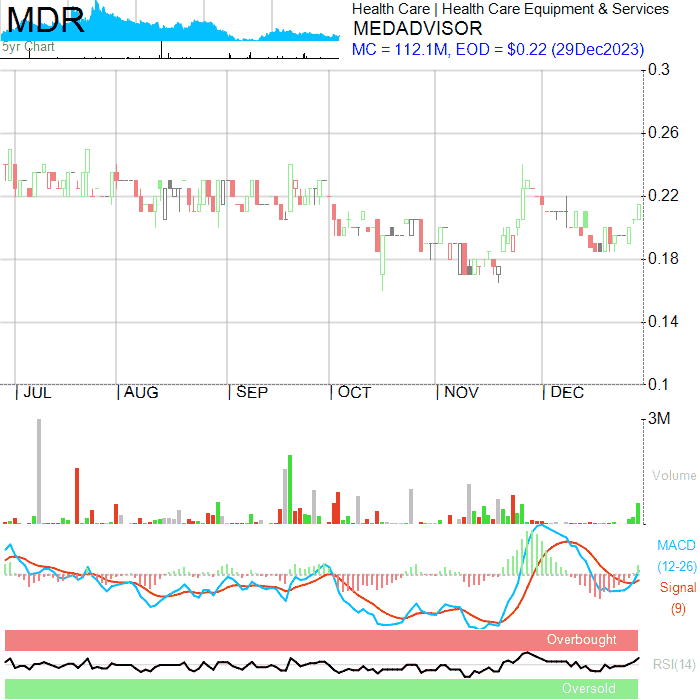 MDR
5yr Chart
Health Care | Health Care Equipment & Services
MEDADVISOR
MC = 112.1M, EOD = $0.22 (29Dec2023)
0.3
0.26
0.22
0.18
0.14
0.1
JUL AUG SEP OCT NOV DEC
3M
Volume
MACD
(12-26)
Signal
(9)
Overbought
RSI(14)
Oversold